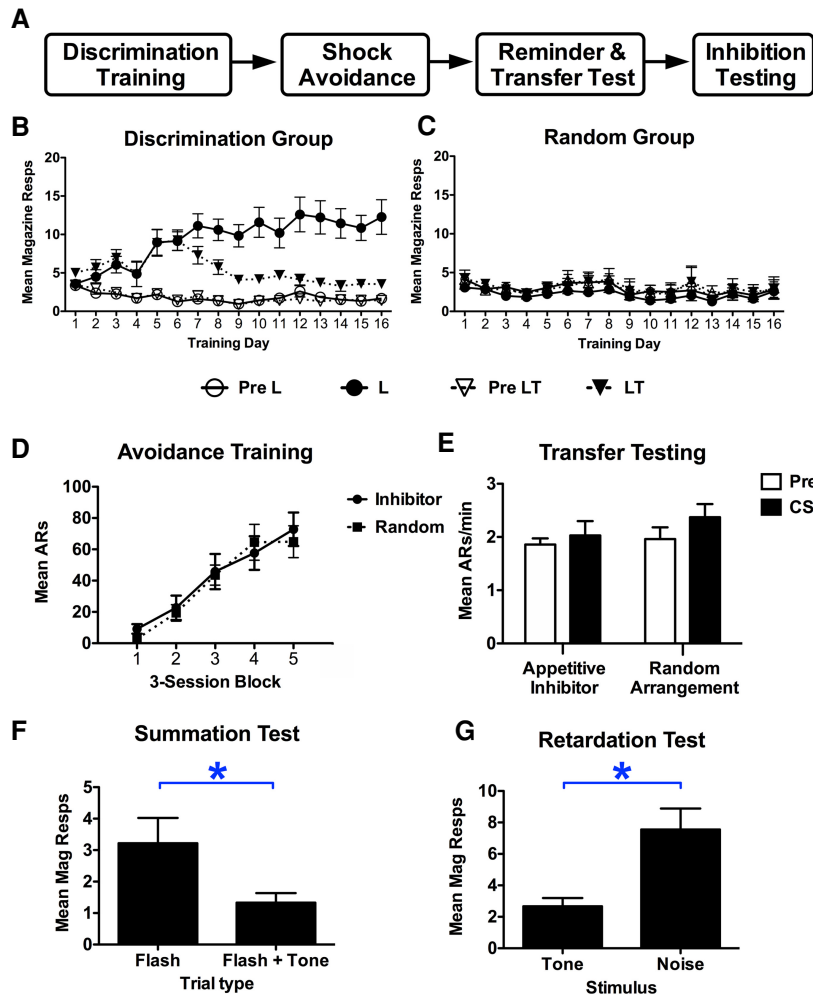 A
Discrimination Training
Shock Avoidance
Reminder & Transfer Test
Inhibition Testing
B
Discrimination Group
Mean Magazine Resps
20
15
10
5
0
1 2 3 4 5 6 7 8 9 10 11 12 13 14 15 16
Training Day
C
Random Group
Mean Magazine Resps
20
15
10
5
0
1 2 3 4 5 6 7 8 9 10 11 12 13 14 15 16
Training Day
Pre L
L
Pre LT
LT
D
Avoidance Training
Mean ARs
100
80
60
40
20
0
1 2 3 4 5
3-Session Block
Inhibitor
Random
E
Transfer Testing
Mean ARs/min
3
2
1
0
Appetitive Inhibitor
Random Arrangement
Pre
CS
F
Summation Test
*
Mean Mag Resps
5
4
3
2
1
0
Flash
Flash + Tone
Trial type
G
Retardation Test
*
Mean Mag Resps
10
8
6
4
2
0
Tone
Noise
Stimulus